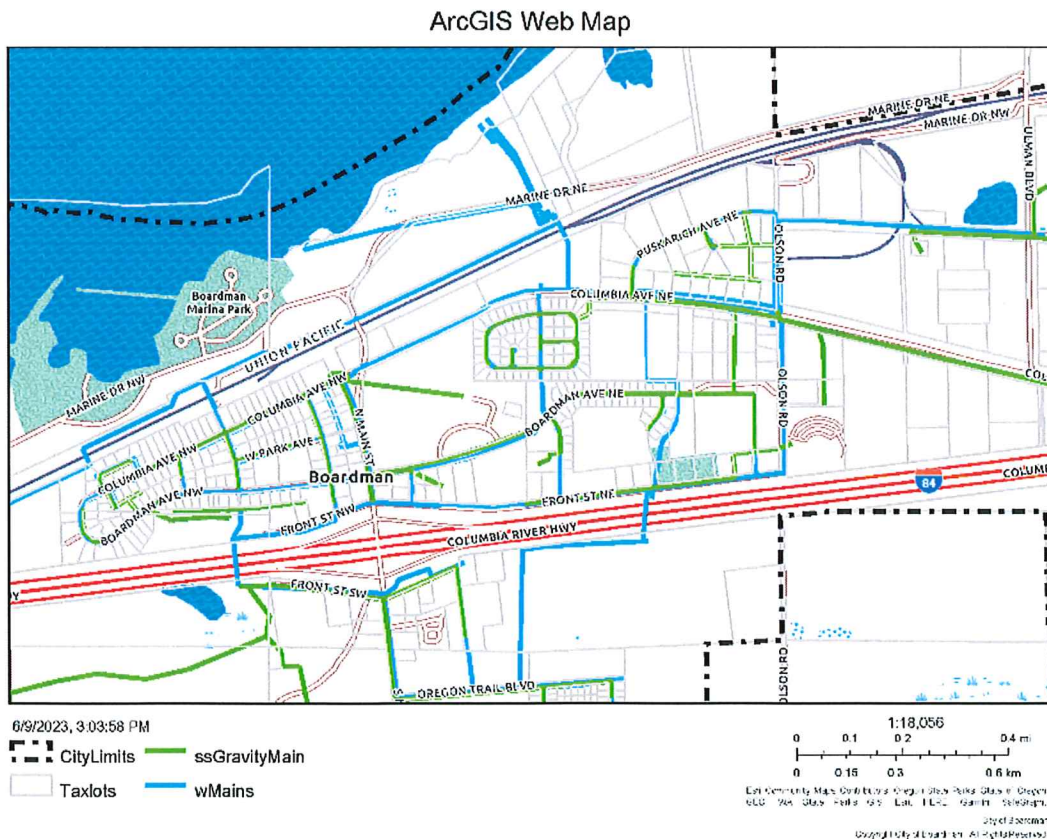 ArcGIS Web Map
MARINE DR NE
MARINE DR NW
ULMAN BLVD
MARINE DR NE
PUSKARICH AVE NE
OLSON RD
Boardman
Marina Park
COLUMBIA AVE NE
UNION PACIFIC
MARINE DR NW
COLUMBIA AVE NW
N MAIN ST
BOARDMAN AVE NE
OLSON RD
W PARK AVE
COLUMBIA AVE NW
Boardman
BOARDMAN AVE NW
FRONT ST NE
84
FRONT ST NW
COLUMBIA RIVER HWY
FRONT ST SW
OREGON TRAIL BLVD
OLSON RD
6/9/2023, 3:03:58 PM
1:18,056
CityLimits
ssGravityMain
Taxlots
wMains
0 0.1 0.2 0.4 mi
0 0.15 0.3 0.6 km
City of Boardman